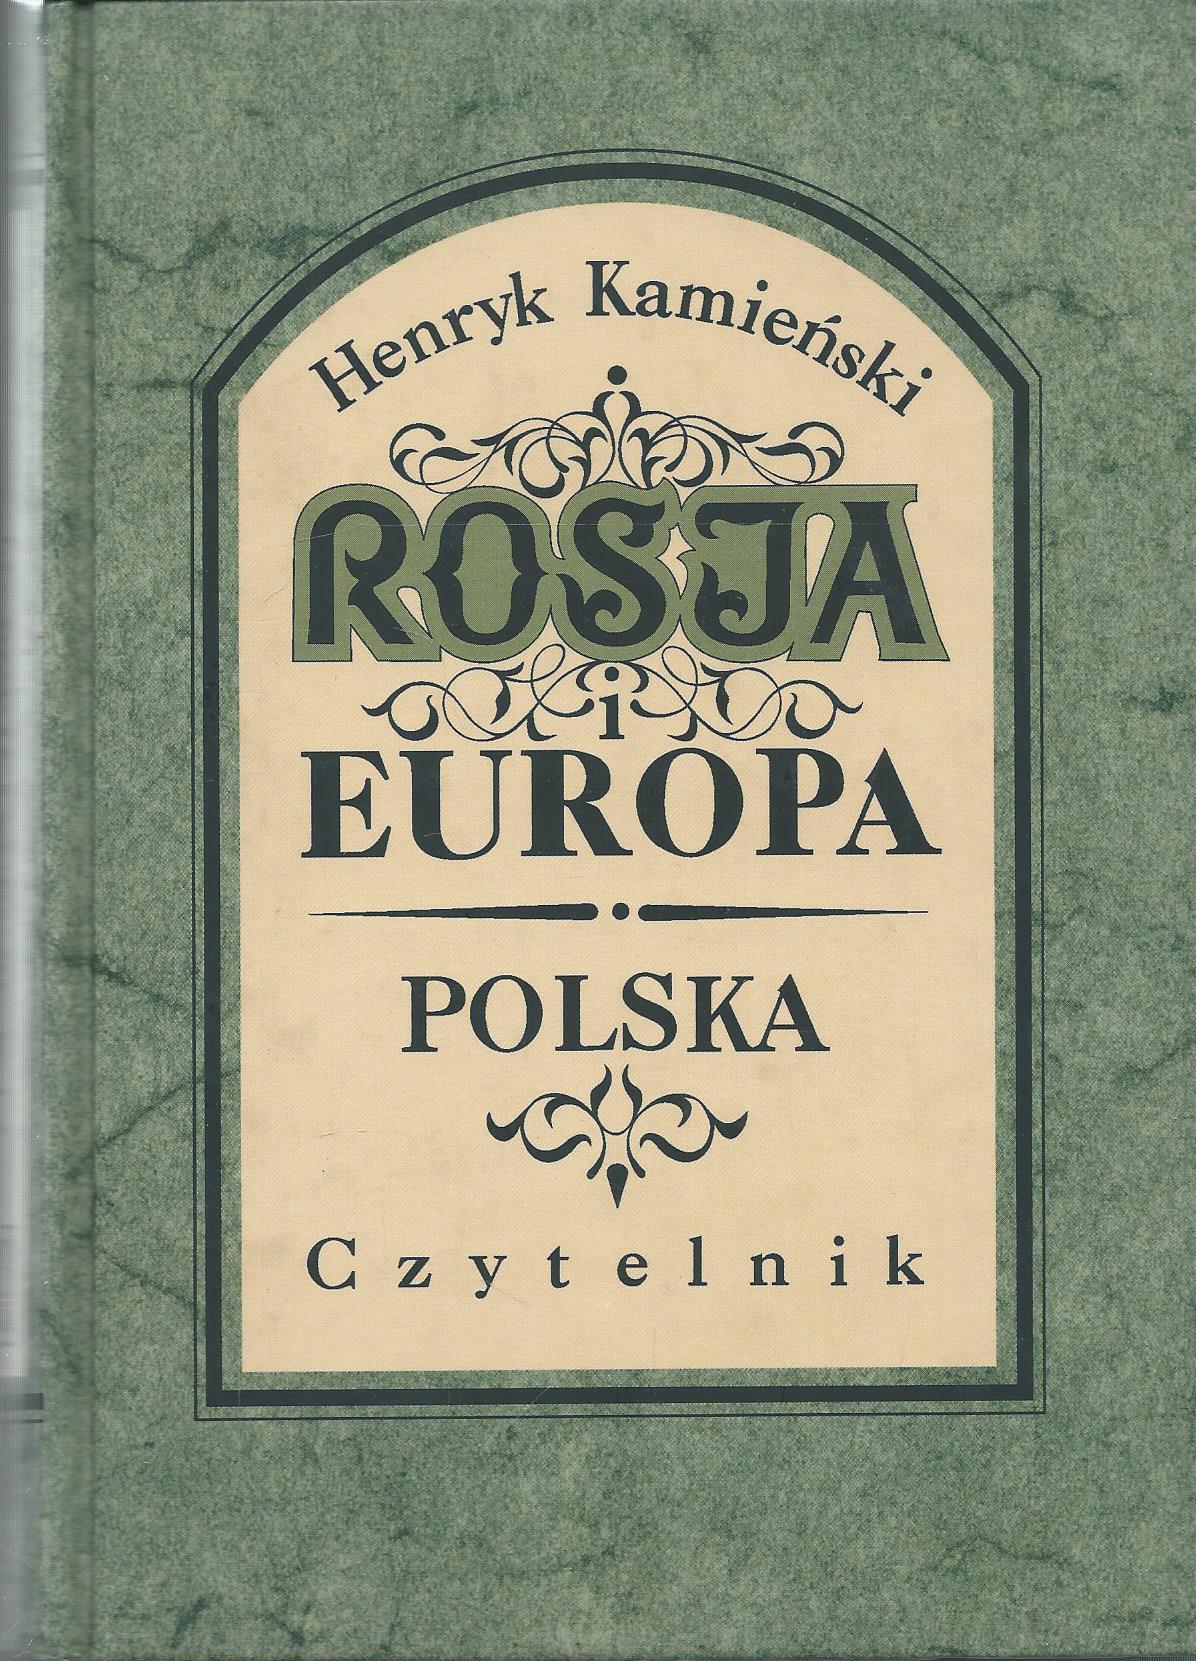 Henryk Kamieński
ROSJA
i
EUROPA
POLSKA
Czytelnik